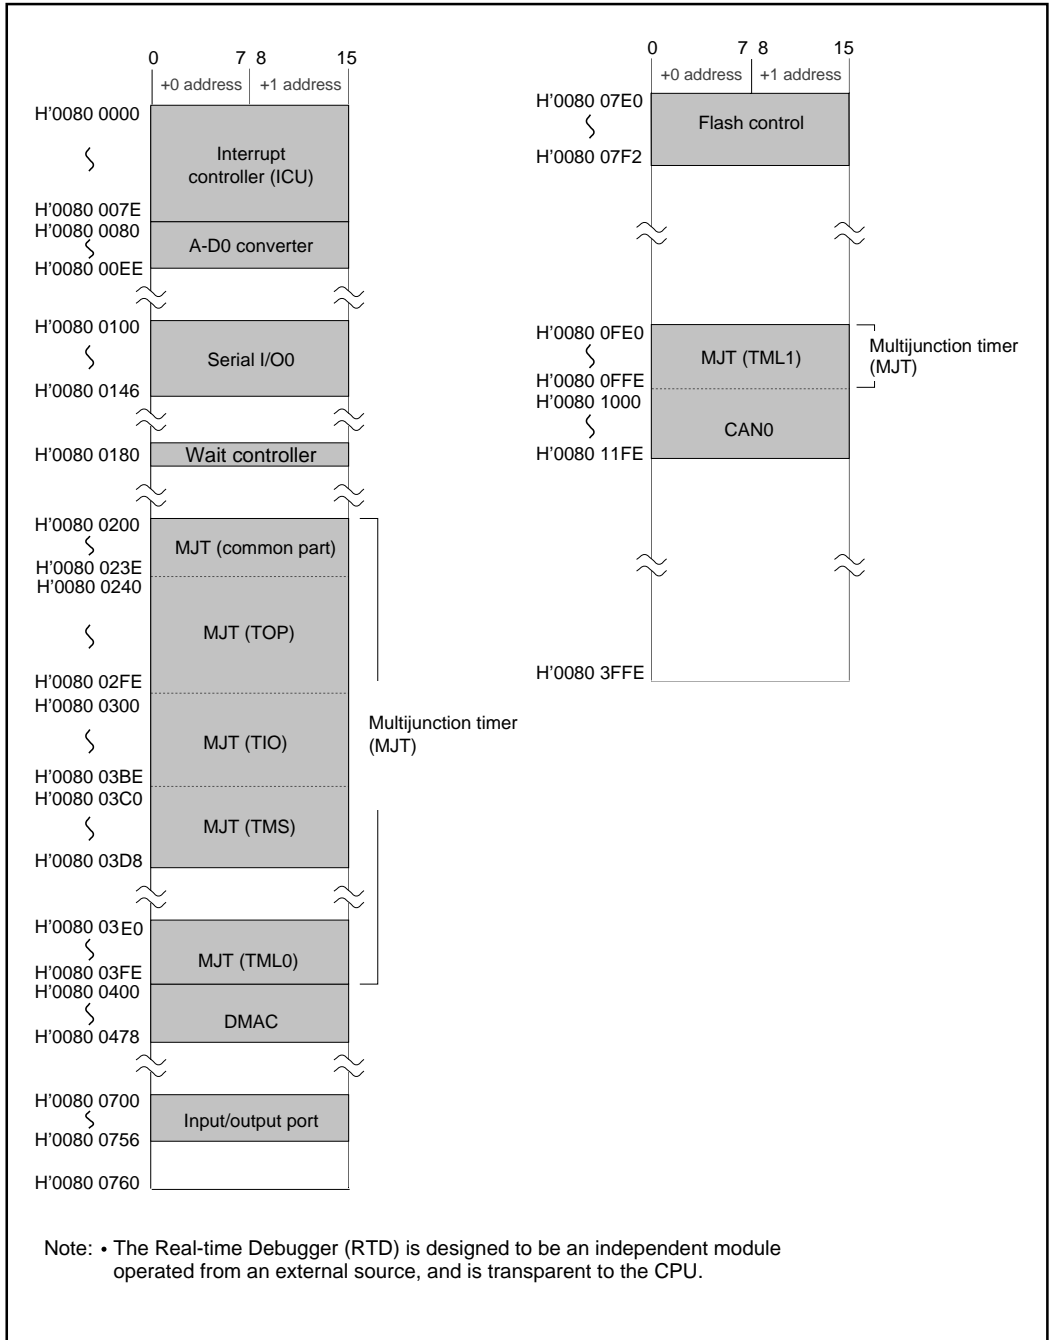 0 7 8 15
+0 address +1 address
H'0080 0000
Interrupt
controller (ICU)
H'0080 007E
H'0080 0080
A-D0 converter
H'0080 00EE
H'0080 0100
Serial I/O0
H'0080 0146
H'0080 0180
Wait controller
H'0080 0200
MJT (common part)
H'0080 023E
H'0080 0240
MJT (TOP)
H'0080 02FE
H'0080 0300
MJT (TIO)
Multijunction timer
(MJT)
H'0080 03BE
H'0080 03C0
MJT (TMS)
H'0080 03D8
H'0080 03E0
MJT (TML0)
H'0080 03FE
H'0080 0400
DMAC
H'0080 0478
H'0080 0700
Input/output port
H'0080 0756
H'0080 0760
0 7 8 15
+0 address +1 address
H'0080 07E0
Flash control
H'0080 07F2
H'0080 0FE0
MJT (TML1)
Multijunction timer
(MJT)
H'0080 0FFE
H'0080 1000
CAN0
H'0080 11FE
H'0080 3FFE
Note: • The Real-time Debugger (RTD) is designed to be an independent module
operated from an external source, and is transparent to the CPU.